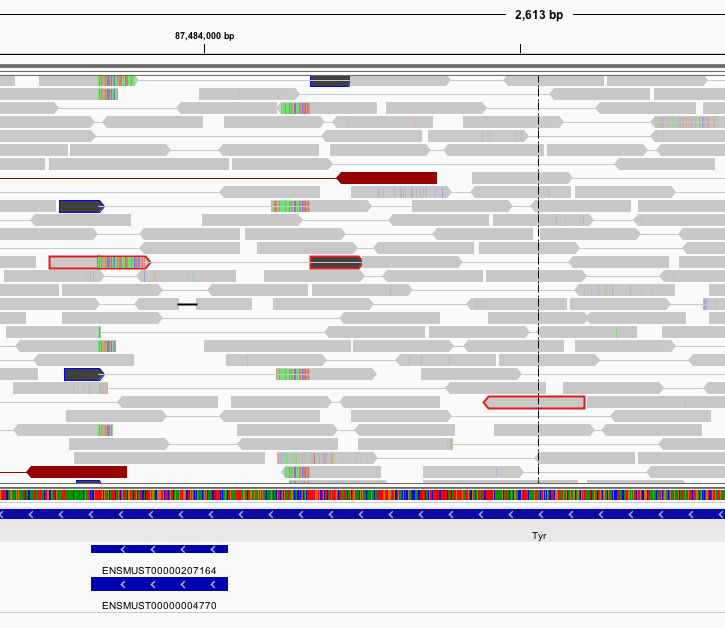 2,613 bp
87,484,000 bp
Tyr
ENSMUST00000207164
ENSMUST00000004770